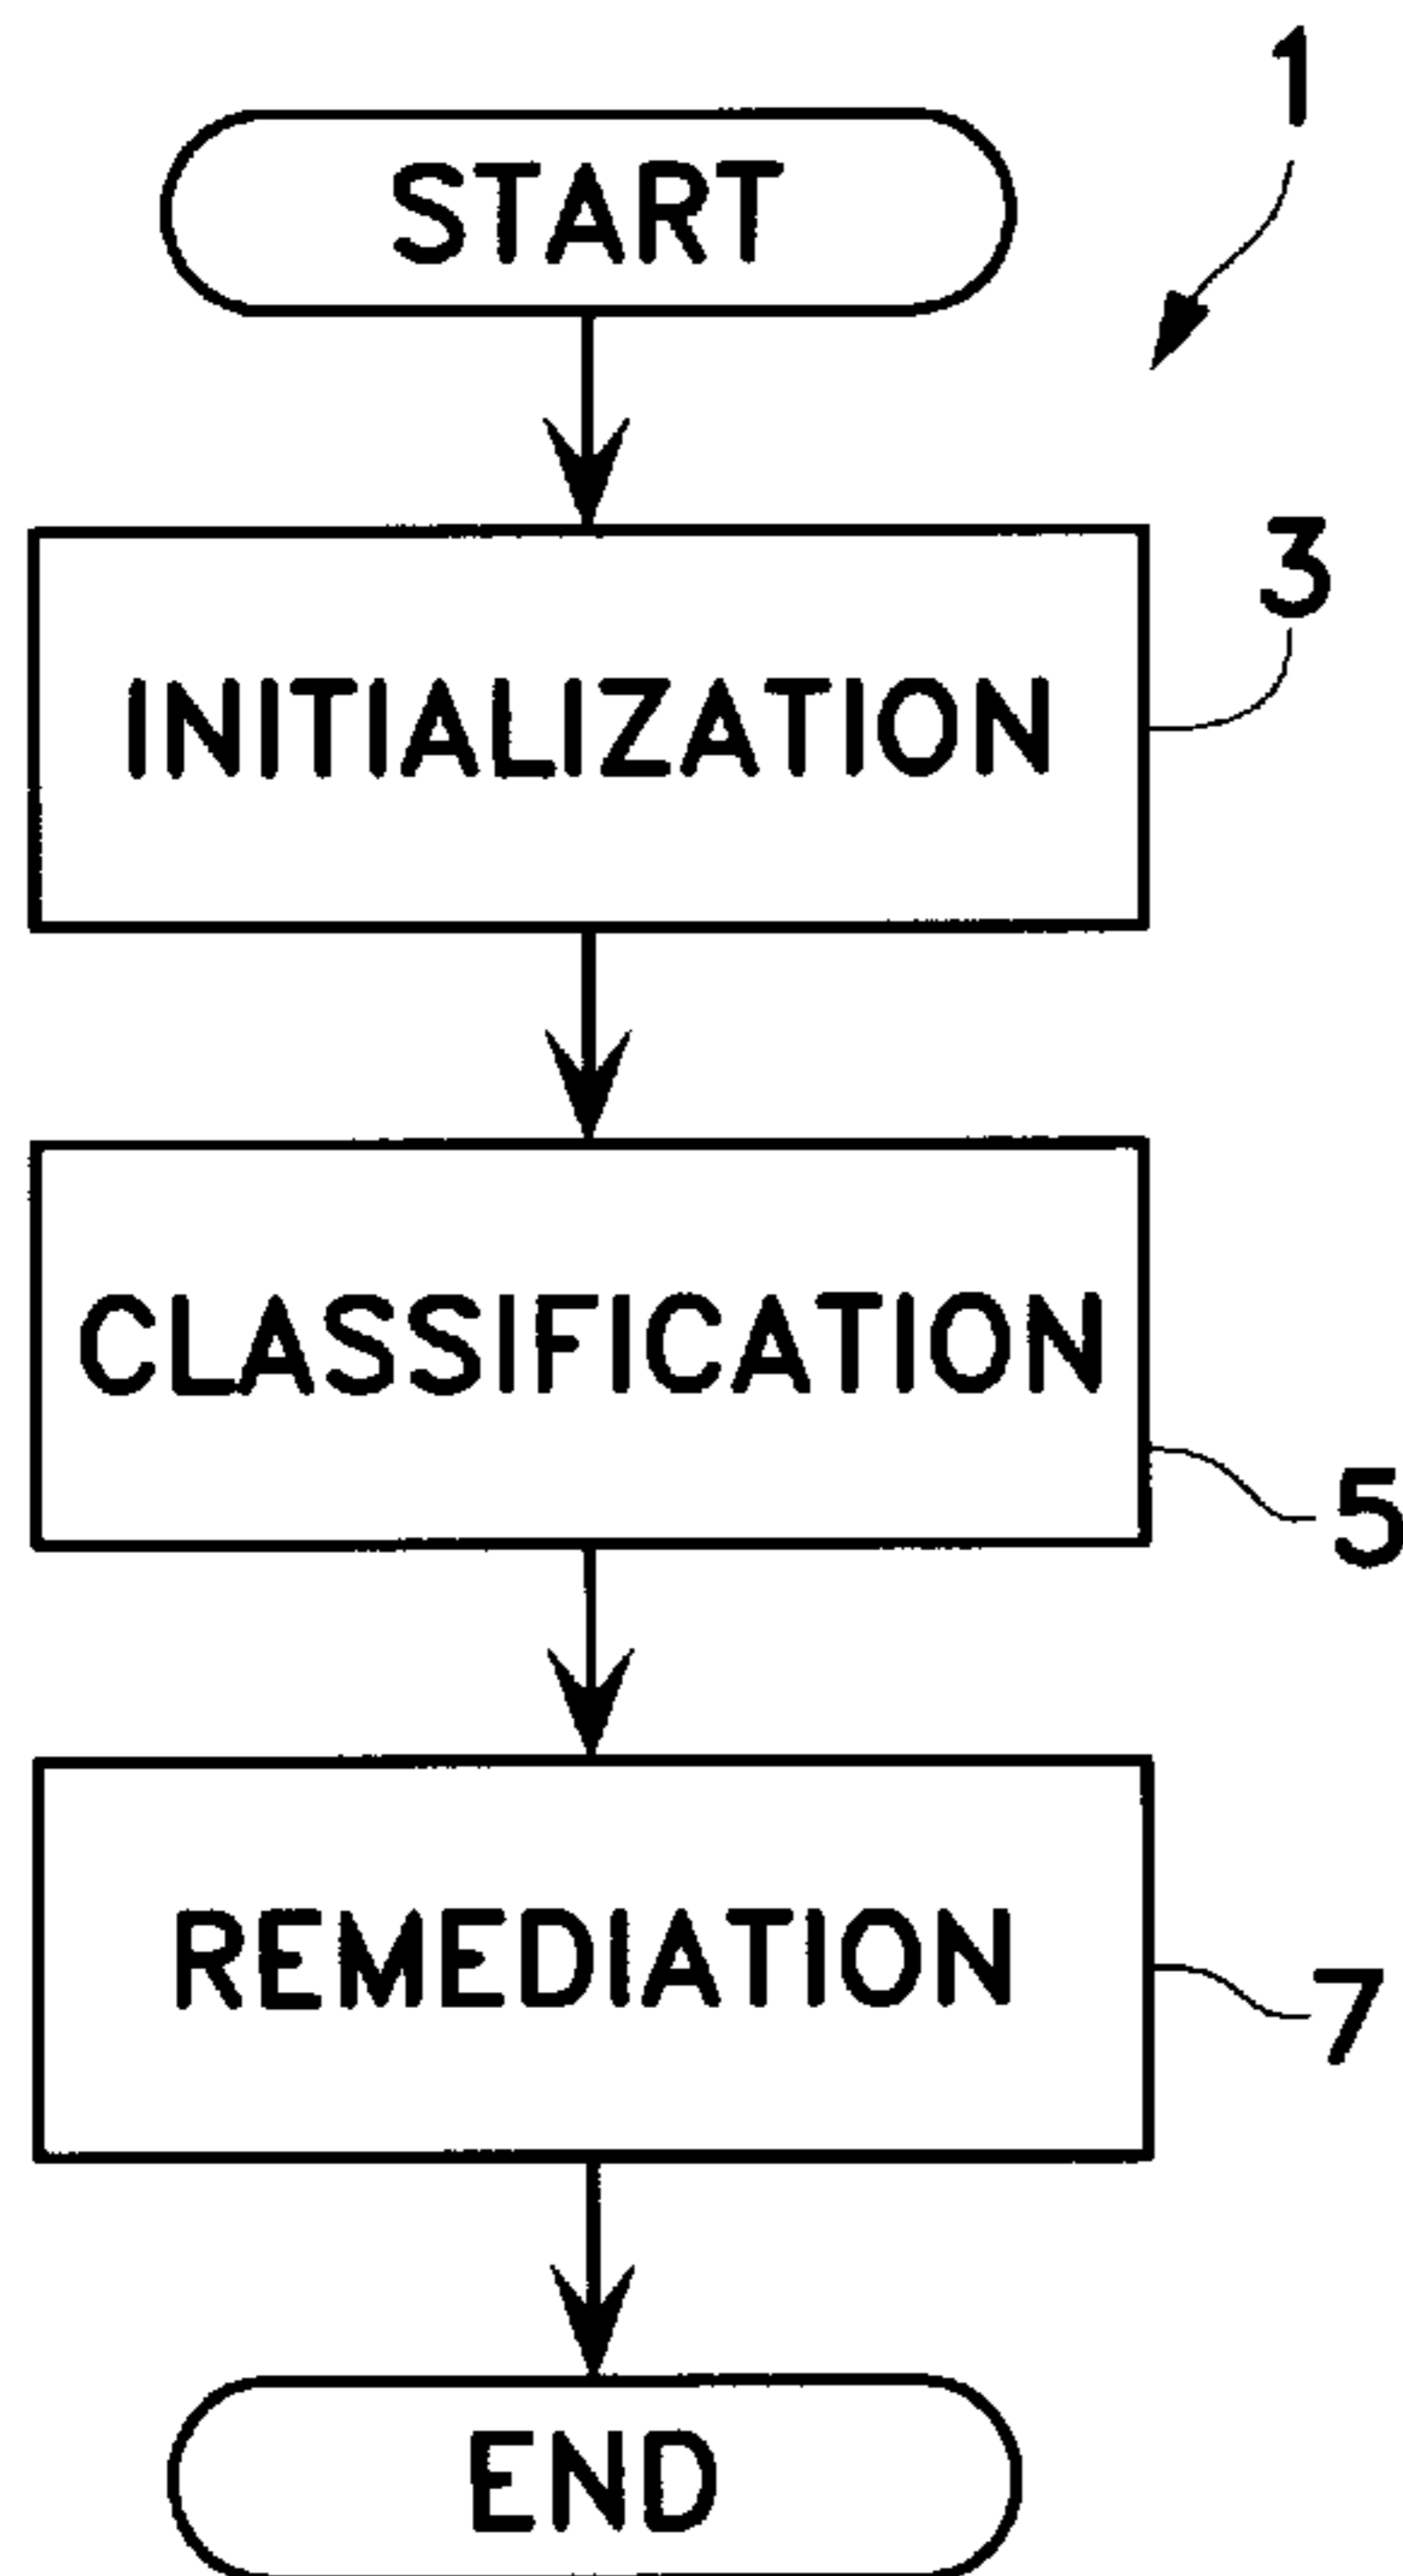 1
START
3
INITIALIZATION
CLASSIFICATION
5
REMEDIATION
7
END